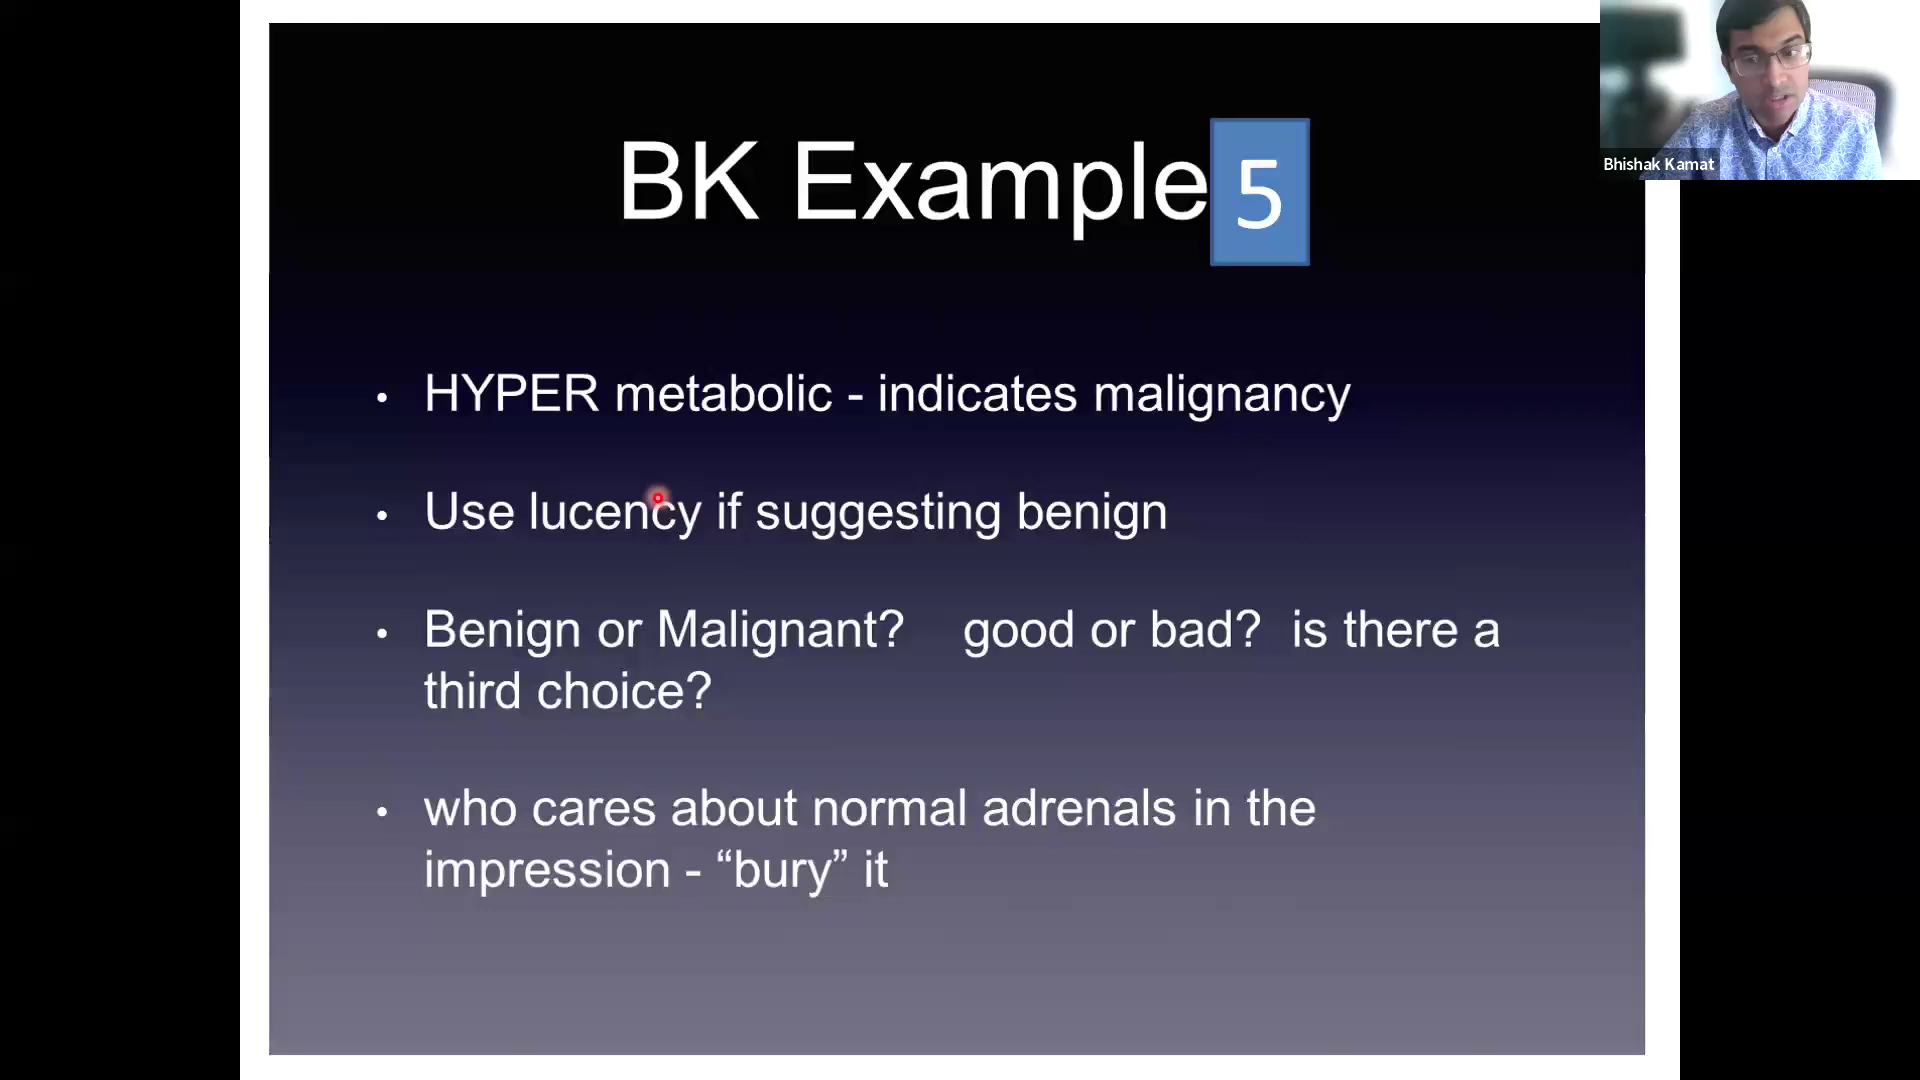 BK Example 5
Bhishak Kamat
• HYPER metabolic - indicates malignancy
• Use lucency if suggesting benign
• Benign or Malignant? good or bad? is there a
third choice?
• who cares about normal adrenals in the
impression - “bury” it